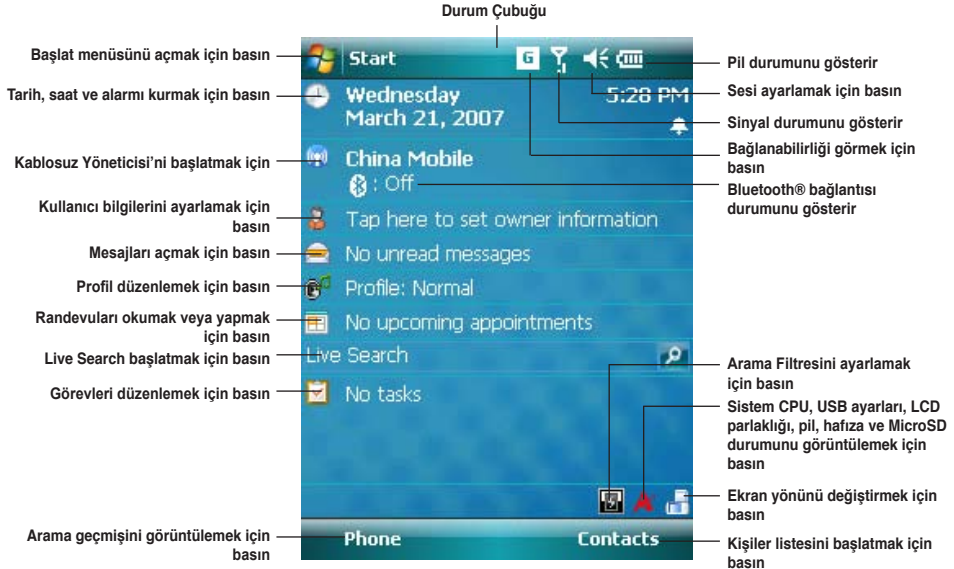 Durum Çubuğu
Başlat menüsünü açmak için basın
Tarih, saat ve alarmı kurmak için basın
Kablosuz Yöneticisi'ni başlatmak için
Kullanıcı bilgilerini ayarlamak için
basın
Mesajları açmak için basın
Profil düzenlemek için basın
Randevuları okumak veya yapmak
için basın
Live Search başlatmak için basın
Görevleri düzenlemek için basın
Arama geçmişini görüntülemek için
basın
Start
G
Wednesday
5:28 PM
March 21, 2007
China Mobile
: Off
Tap here to set owner information
No unread messages
Profile: Normal
No upcoming appointments
Live Search
No tasks
Phone
Contacts
Pil durumunu gösterir
Sesi ayarlamak için basın
Sinyal durumunu gösterir
Bağlanabilirliği görmek için
basın
Bluetooth® bağlantısı
durumunu gösterir
Arama Filtresini ayarlamak
için basın
Sistem CPU, USB ayarları, LCD
parlaklığı, pil, hafıza ve MicroSD
durumunu görüntülemek için
basın
Ekran yönünü değiştirmek için
basın
Kişiler listesini başlatmak için
basın